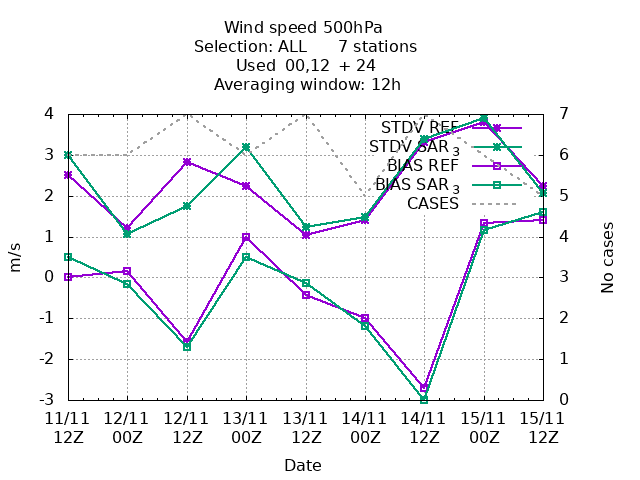 Wind speed 500hPa
Selection: ALL 7 stations
Used 00,12 + 24
Averaging window: 12h
4
3
2
1
0
-1
-2
-3
m/s
7
6
5
4
3
2
1
0
No cases
STDV REF
STDV SAR 3
BIAS REF
BIAS SAR 3
CASES
11/11 12/11 12/11 13/11 13/11 14/11 14/11 15/11 15/11
12Z 00Z 12Z 00Z 12Z 00Z 12Z 00Z 12Z
Date